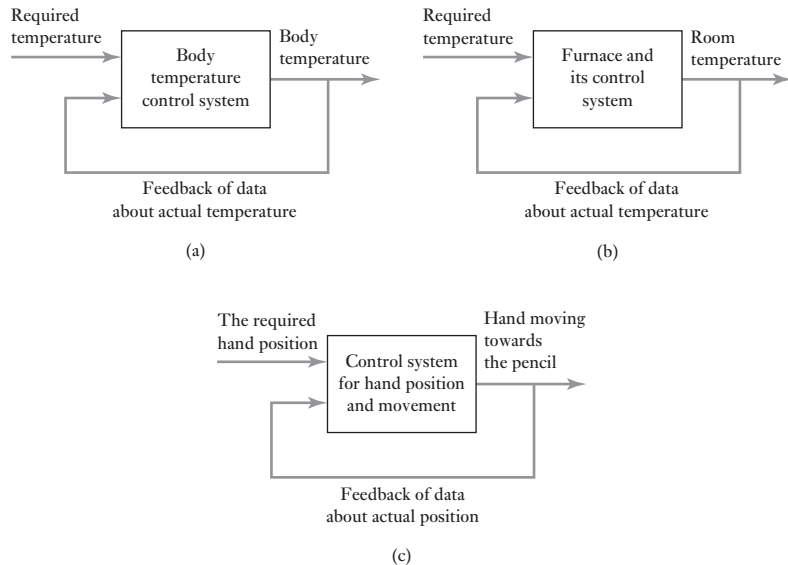 Required
temperature
Body
temperature
control system
Body
temperature
Feedback of data
about actual temperature
(a)
Required
temperature
Furnace and
its control
system
Room
temperature
Feedback of data
about actual temperature
(b)
The required
hand position
Control system
for hand position
and movement
Hand moving
towards
the pencil
Feedback of data
about actual position
(c)